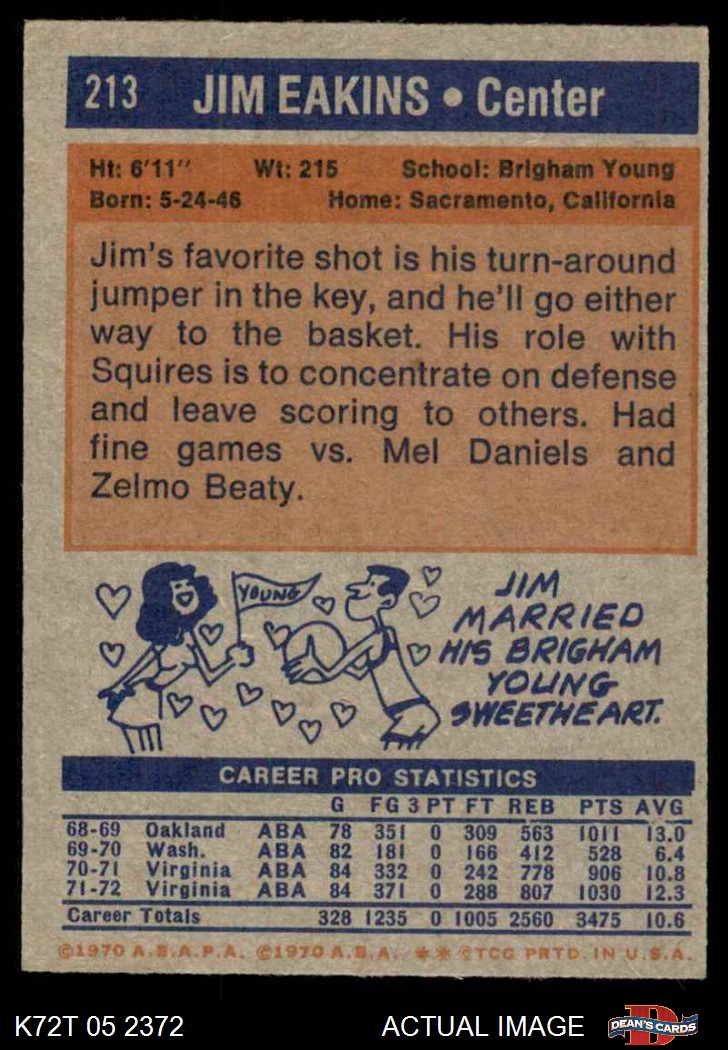 213 JIM EAKINS • Center
Ht: 6'11" Wt: 215 School: Brigham Young
Born: 5-24-46 Home: Sacramento, California
Jim's favorite shot is his turn-around
jumper in the key, and he'll go either
way to the basket. His role with
Squires is to concentrate on defense
and leave scoring to others. Had
fine games vs. Mel Daniels and
Zelmo Beaty.
YOUNG
JIM
MARRIED
HIS BRIGHAM
YOUNG
SWEETHEART.
CAREER PRO STATISTICS
G FG 3 PT FT REB PTS AVG
68-69 Oakland ABA 78 351 0 309 563 1011 13.0
69-70 Wash. ABA 82 181 0 166 412 528 6.4
70-71 Virginia ABA 84 332 0 242 778 906 10.8
71-72 Virginia ABA 84 371 0 288 807 1030 12.3
Career Totals 328 1235 0 1005 2560 3475 10.6
©1970 A.B.A.P.A. ©1970 A.B.A. ** ©TCG PRTD. IN U.S.A.
K72T 05 2372 ACTUAL IMAGE D DEAN'S CARDS